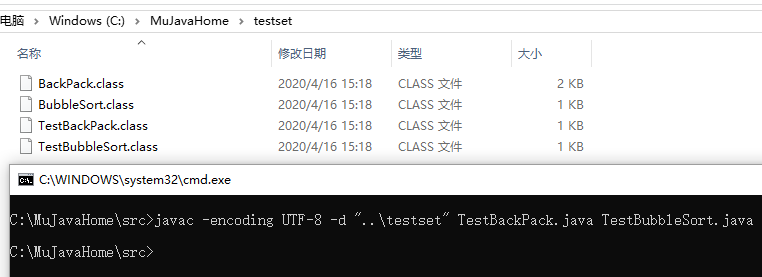 电脑 > Windows (C:) > MuJavaHome > testset
名称 修改日期 类型 大小
BackPack.class 2020/4/16 15:18 CLASS 文件 2 KB
BubbleSort.class 2020/4/16 15:18 CLASS 文件 1 KB
TestBackPack.class 2020/4/16 15:18 CLASS 文件 1 KB
TestBubbleSort.class 2020/4/16 15:18 CLASS 文件 1 KB
C:\WINDOWS\system32\cmd.exe
C:\MuJavaHome\src>javac -encoding UTF-8 -d "..\testset" TestBackPack.java TestBubbleSort.java
C:\MuJavaHome\src>